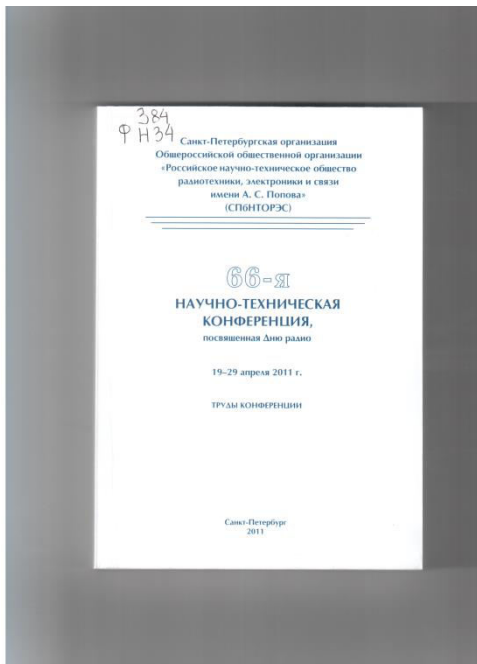 З84
Ф Н34
Санкт-Петербургская организация
Общероссийской общественной организации
«Российское научно-техническое общество
радиотехники, электроники и связи
имени А. С. Попова»
(СПбНТОРЭС)
66-я
НАУЧНО-ТЕХНИЧЕСКАЯ
КОНФЕРЕНЦИЯ,
посвященная Дню радио
19–29 апреля 2011 г.
ТРУДЫ КОНФЕРЕНЦИИ
Санкт-Петербург
2011